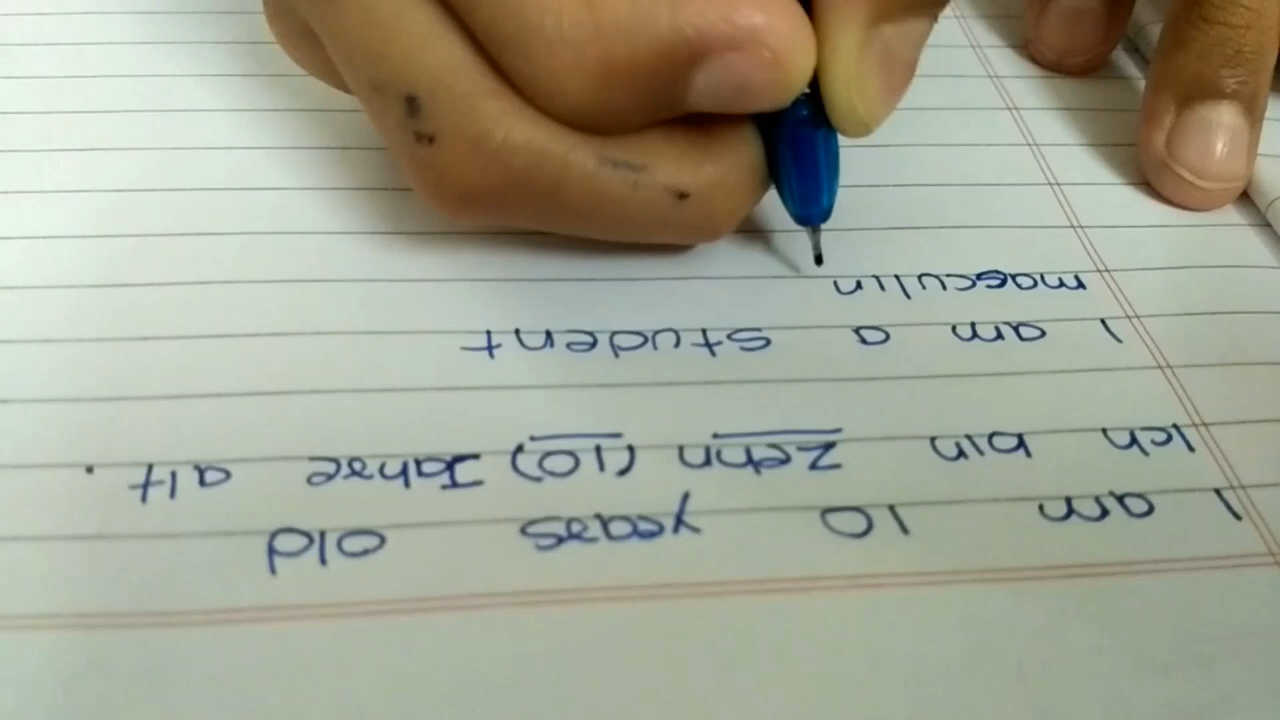 I am 10 years old
Ich bin Zehn (10) Jahre alt.
I am a student
masculin